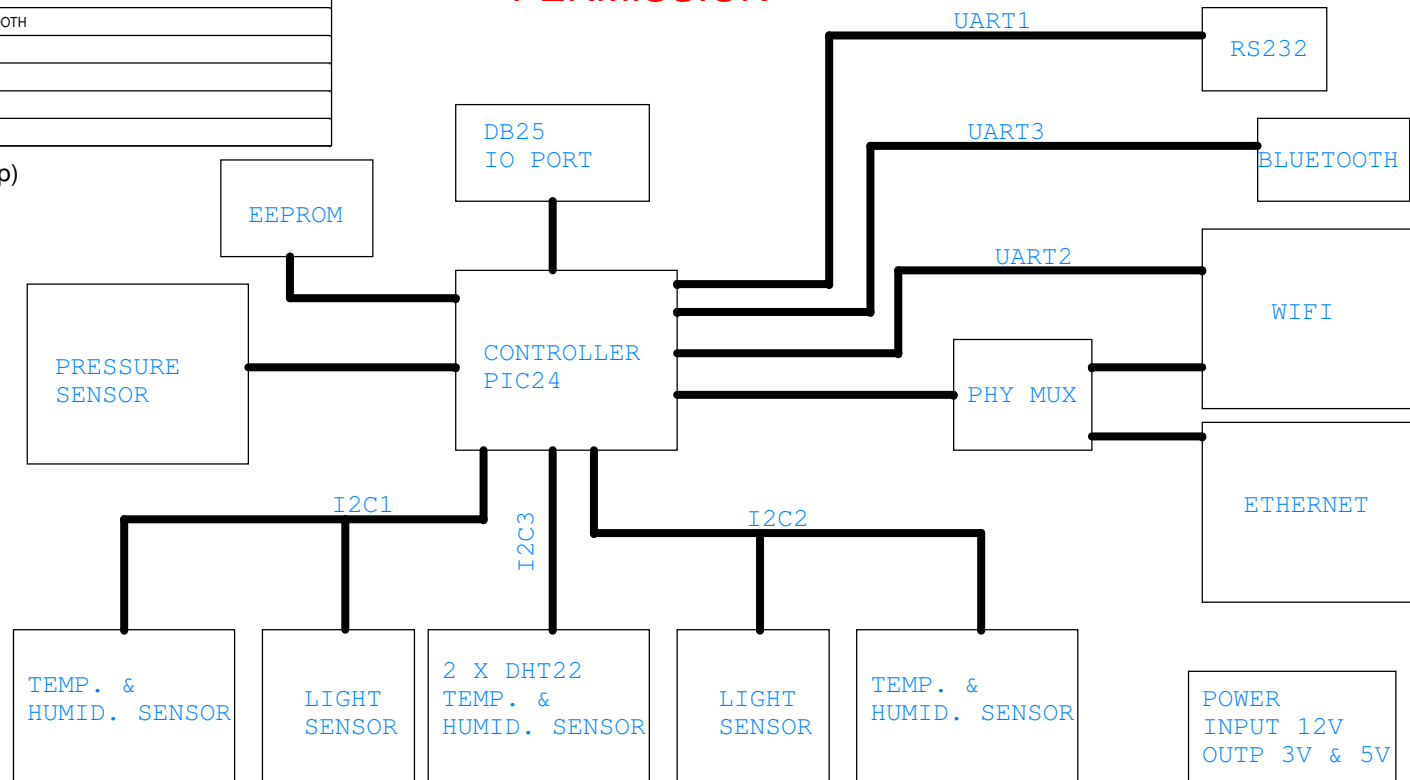 OOTH
p)
UART1
RS232
DB25
IO PORT
UART3
BLUETOOTH
EEPROM
UART2
WIFI
PRESSURE
SENSOR
CONTROLLER
PIC24
PHY MUX
I2C1
I2C3
I2C2
ETHERNET
TEMP. &
HUMID. SENSOR
LIGHT
SENSOR
2 X DHT22
TEMP. &
HUMID. SENSOR
LIGHT
SENSOR
TEMP. &
HUMID. SENSOR
POWER
INPUT 12V
OUTP 3V & 5V